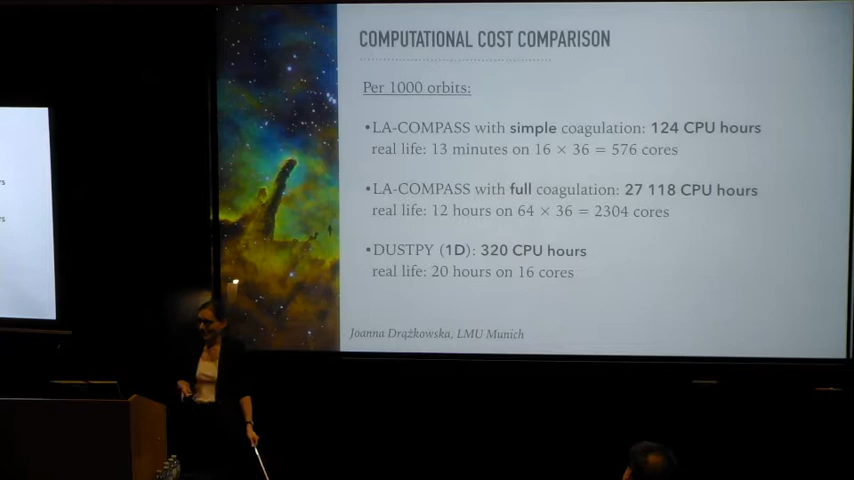 COMPUTATIONAL COST COMPARISON
Per 1000 orbits:
•LA-COMPASS with simple coagulation: 124 CPU hours
real life: 13 minutes on 16 × 36 = 576 cores
•LA-COMPASS with full coagulation: 27 118 CPU hours
real life: 12 hours on 64 × 36 = 2304 cores
•DUSTPY (1D): 320 CPU hours
real life: 20 hours on 16 cores
Joanna Drążkowska, LMU Munich